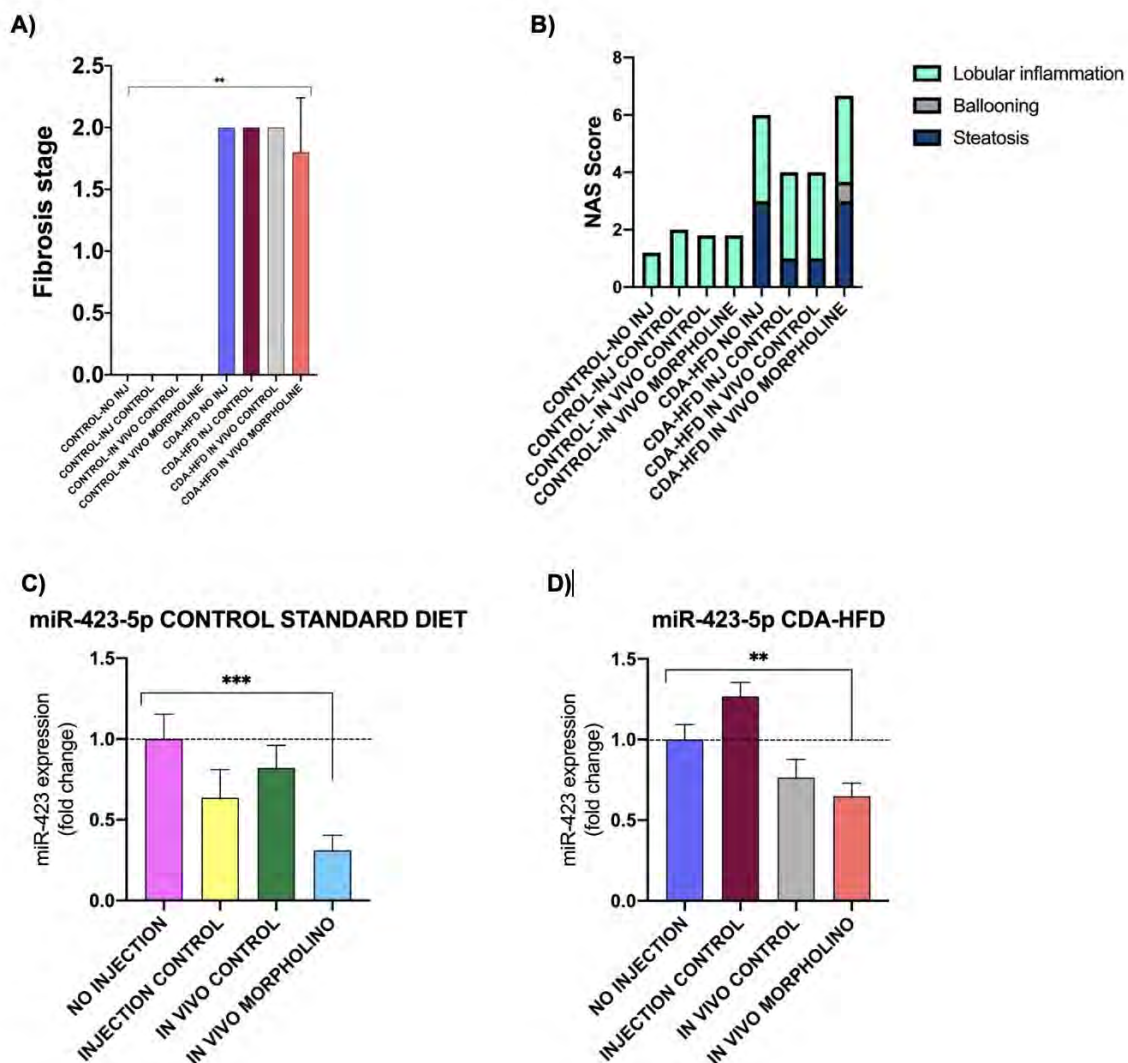 A)
Fibrosis stage
2.5
2.0
1.5
1.0
0.5
0.0
**
CONTROL-NO INJ
CONTROL-INJ CONTROL
CONTROL-IN VIVO CONTROL
CONTROL-IN VIVO MORPHOLINE
CDA-HFD NO INJ
CDA-HFD INJ CONTROL
CDA-HFD IN VIVO CONTROL
CDA-HFD IN VIVO MORPHOLINE
B)
NAS Score
8
6
4
2
0
CONTROL-NO INJ
CONTROL-INJ CONTROL
CONTROL- IN VIVO CONTROL
CONTROL-IN VIVO MORPHOLINE
CDA-HFD NO INJ
CDA-HFD INJ CONTROL
CDA-HFD IN VIVO CONTROL
CDA-HFD IN VIVO MORPHOLINE
Lobular inflammation
Ballooning
Steatosis
C)
miR-423-5p CONTROL STANDARD DIET
miR-423 expression
(fold change)
1.5
1.0
0.5
0.0
***
NO INJECTION
INJECTION CONTROL
IN VIVO CONTROL
IN VIVO MORPHOLINO
D)
miR-423-5p CDA-HFD
miR-423 expression
(fold change)
1.5
1.0
0.5
0.0
**
NO INJECTION
INJECTION CONTROL
IN VIVO CONTROL
IN VIVO MORPHOLINO